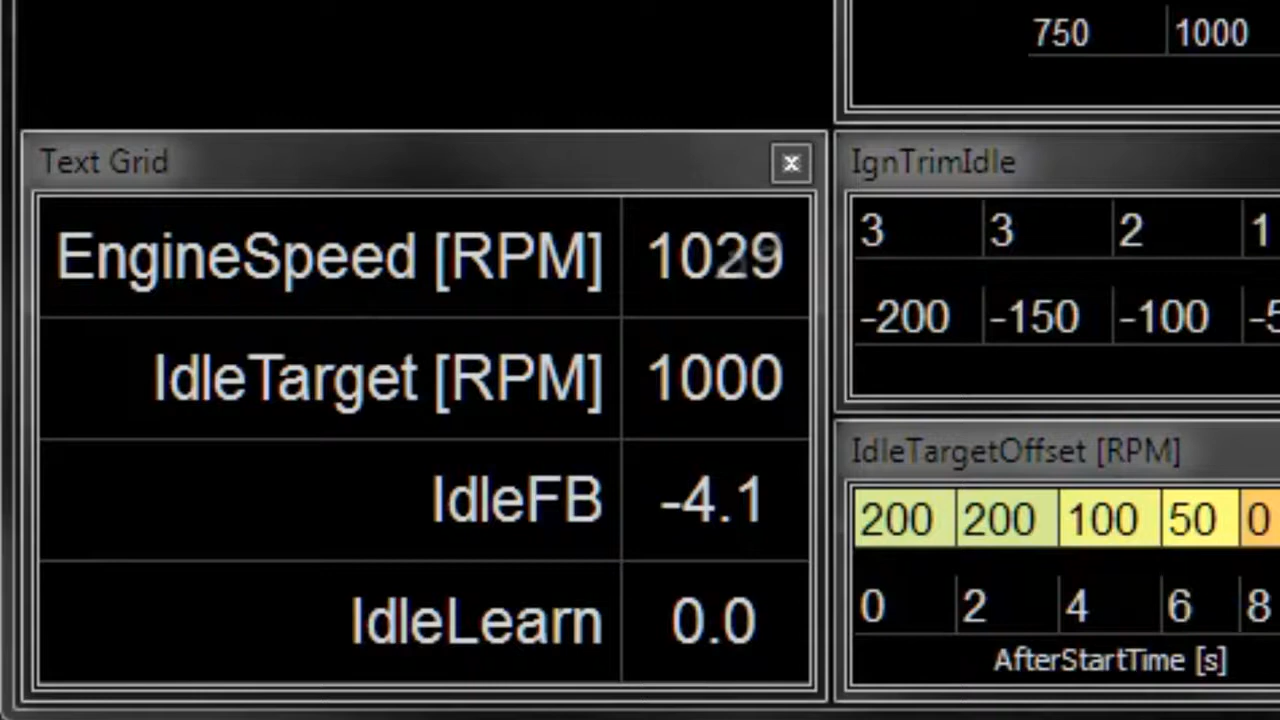 750 1000
Text Grid
EngineSpeed [RPM] 1029
IdleTarget [RPM] 1000
IdleFB -4.1
IdleLearn 0.0
IgnTrimIdle
3 3 2 1
-200 -150 -100
IdleTargetOffset [RPM]
200 200 100 50 0
0 2 4 6 8
AfterStartTime [s]